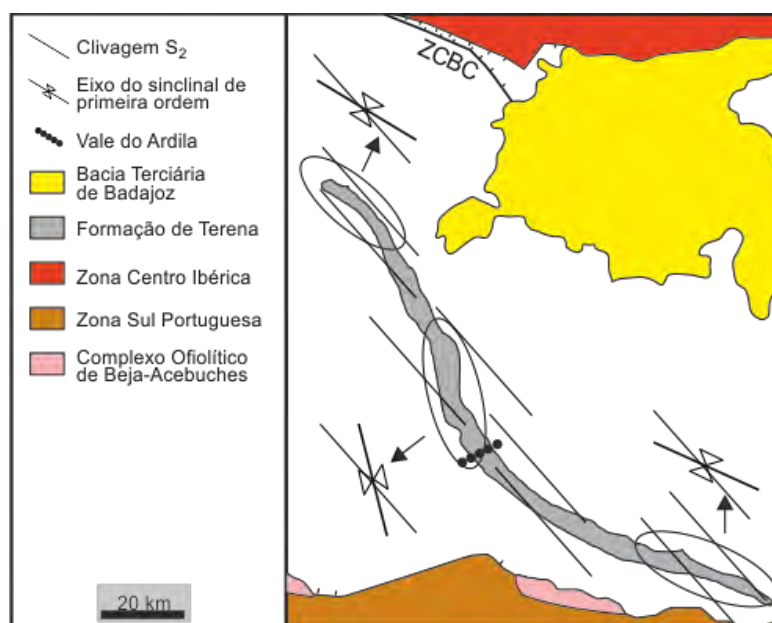 Clivagem S₂
Eixo do sinclinal de
primeira ordem
Vale do Ardila
Bacia Terciária
de Badajoz
Formação de Terena
Zona Centro Ibérica
Zona Sul Portuguesa
Complexo Ofiolítico
de Beja-Acebuches
20 km
ZCBC